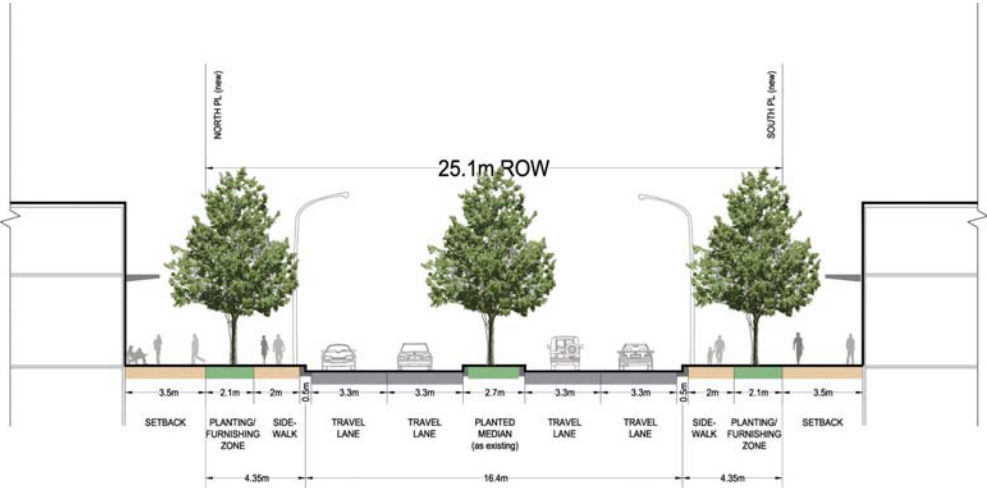 NORTH PL (new)
SOUTH PL (new)
25.1m ROW
3.5m 2.1m 2m 0.5m 3.3m 3.3m 2.7m 3.3m 3.3m 0.5m 2m 2.1m 3.5m
SETBACK PLANTING/ SIDE- TRAVEL TRAVEL PLANTED TRAVEL TRAVEL SIDE- PLANTING/ SETBACK
FURNISHING WALK LANE LANE MEDIAN LANE LANE WALK FURNISHING
ZONE (as existing) ZONE
4.35m 16.4m 4.35m